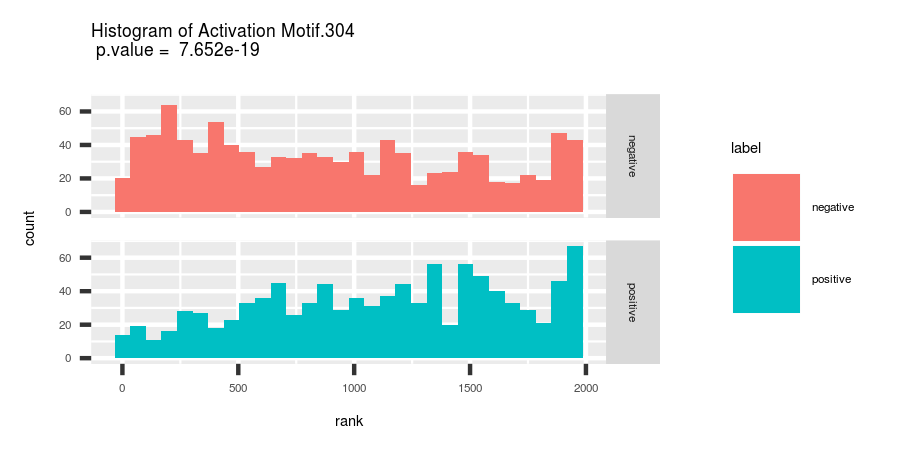 Histogram of Activation Motif.304
p.value = 7.652e-19
60
40
20
0
negative
60
40
20
0
positive
0 500 1000 1500 2000
rank
count
label
negative
positive